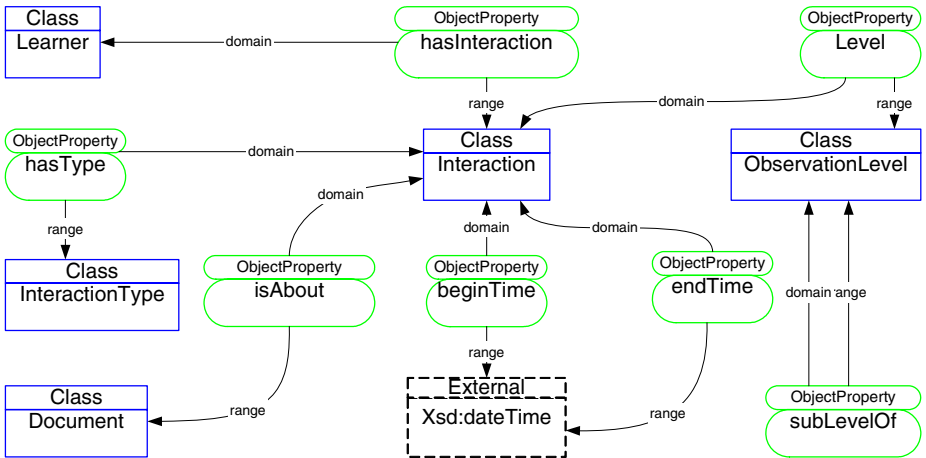 Class
Learner
domain
ObjectProperty
hasInteraction
ObjectProperty
Level
range
domain
range
ObjectProperty
hasType
domain
Class
Interaction
Class
ObservationLevel
range
domain
domain
domain
Class
InteractionType
ObjectProperty
isAbout
ObjectProperty
beginTime
ObjectProperty
endTime
domain
range
range
Class
Document
range
External
Xsd:dateTime
range
ObjectProperty
subLevelOf